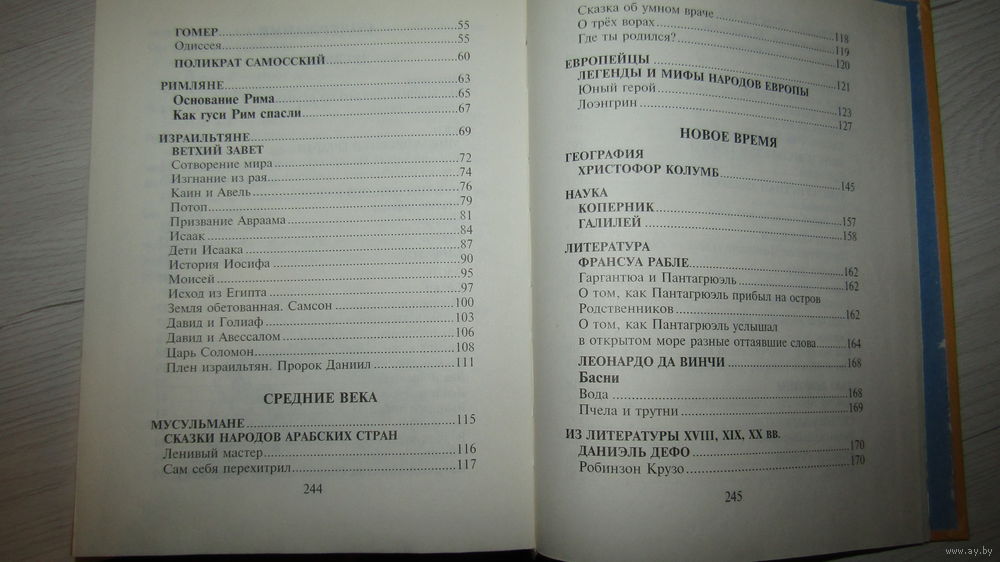 ГОМЕР 55
Одиссея 55
ПОЛИКРАТ САМОССКИЙ 60
РИМЛЯНЕ 63
Основание Рима 65
Как гуси Рим спасли 67
ИЗРАИЛЬТЯНЕ 69
ВЕТХИЙ ЗАВЕТ
Сотворение мира 72
Изгнание из рая 74
Каин и Авель 76
Потоп 79
Призвание Авраама 81
Исаак 84
Дети Исаака 87
История Иосифа 90
Моисей 95
Исход из Египта 97
Земля обетованная. Самсон 100
Давид и Голиаф 103
Давид и Авессалом 106
Царь Соломон 108
Плен израильтян. Пророк Даниил 111
СРЕДНИЕ ВЕКА
МУСУЛЬМАНЕ 115
СКАЗКИ НАРОДОВ АРАБСКИХ СТРАН
Ленивый мастер 116
Сам себя перехитрил 117
244
Сказка об умном враче 118
О трёх ворах 119
Где ты родился? 120
ЕВРОПЕЙЦЫ 121
ЛЕГЕНДЫ И МИФЫ НАРОДОВ ЕВРОПЫ
Юный герой 123
Лоэнгрин 127
НОВОЕ ВРЕМЯ
ГЕОГРАФИЯ
ХРИСТОФОР КОЛУМБ 145
НАУКА
КОПЕРНИК 157
ГАЛИЛЕЙ 158
ЛИТЕРАТУРА
ФРАНСУА РАБЛЕ 162
Гаргантюа и Пантагрюэль 162
О том, как Пантагрюэль прибыл на остров
Родственников 162
О том, как Пантагрюэль услышал
в открытом море разные оттаявшие слова 164
ЛЕОНАРДО ДА ВИНЧИ 168
Басни
Вода 168
Пчела и трутни 169
ИЗ ЛИТЕРАТУРЫ XVIII, XIX, XX ВВ.
ДАНИЭЛЬ ДЕФО 170
Робинзон Крузо 170
245
www.ay.by